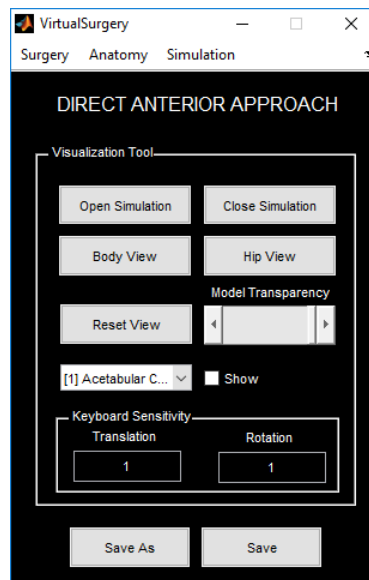 VirtualSurgery
Surgery Anatomy Simulation
DIRECT ANTERIOR APPROACH
Visualization Tool
Open Simulation Close Simulation
Body View Hip View
Model Transparency
Reset View
[1] Acetabular C... Show
Keyboard Sensitivity
Translation Rotation
1 1
Save As Save